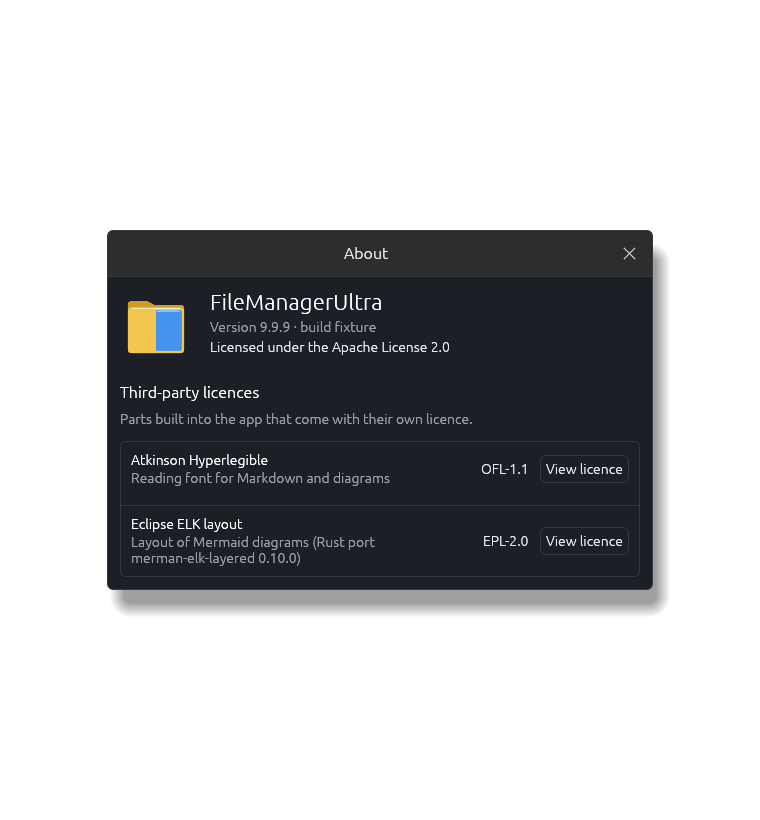 About
FileManagerUltra
Version 9.9.9 · build fixture
Licensed under the Apache License 2.0
Third-party licences
Parts built into the app that come with their own licence.
Atkinson Hyperlegible
Reading font for Markdown and diagrams
OFL-1.1 View licence
Eclipse ELK layout
Layout of Mermaid diagrams (Rust port
merman-elk-layered 0.10.0)
EPL-2.0 View licence